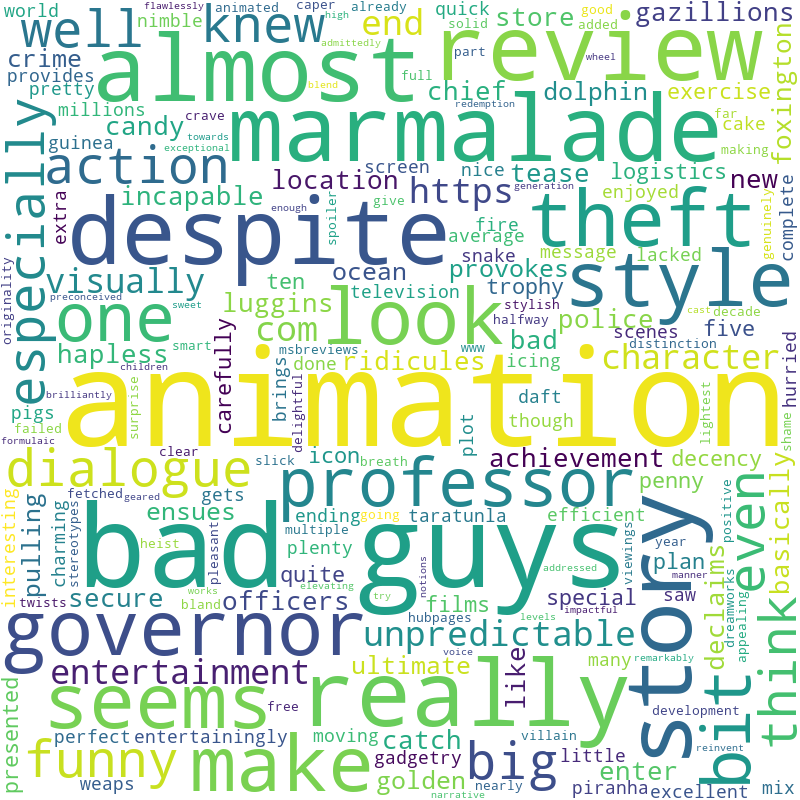 world
flawlessly
animated
caper
already
quick
solid
good
added
gazillions
well
knew
nimble
high
admittedly
end
part
store
review
almost
crime
provides
pretty
millions
blend
full
chief
wheel
dolphin
exercise
foxington
guinea
candy
crave
towards
exceptional
redemption
far
cake
making
marmalade
especially
action
incapable
screen
location
nice
https
tease
generation
logistics
enjoyed
new
genuinely
complete
extra
enough
spoiler
give
despite
fire
average
theft
message
lacked
snake
provokes
originality
visually
preconceived
sweet
ten
ocean
television
trophy
stylish
halfway
style
cast
decade
one
luggins
com
look
police
scenes
five
hurried
hapless
smart
carefully
msbreviews
done
ridicules
www
bad
icing
distinction
character
pigs
failed
brilliantly
surprise
children
brings
delightful
animation
daft
though
plot
lightest
shame
formulaic
clear
dialogue
slick
icon
breath
achievement
decency
interesting
pulling
charming
stereotypes
fetched
geared
gets
professor
penny
ensues
ending
going
taratunla
efficient
multiple
plenty
bad guys
heist
pleasant
notions
addressed
viewings
story
year
plan
positive
dreamworks
appealing
even
basically
twists
secure
works
bland
officers
quite
elevating
try
films
hubpages
special
impactful
saw
manner
declaims
governor
levels
unpredictable
voice
entertainment
ultimate
like
many
remarkably
bit
think
presented
seems
free
really
development
perfect
entertainingly
moving
catch
villain
reinvent
funny
make
gadgetry
nearly
big
little
enter
weaps
golden
narrative
piranha
excellent
mix